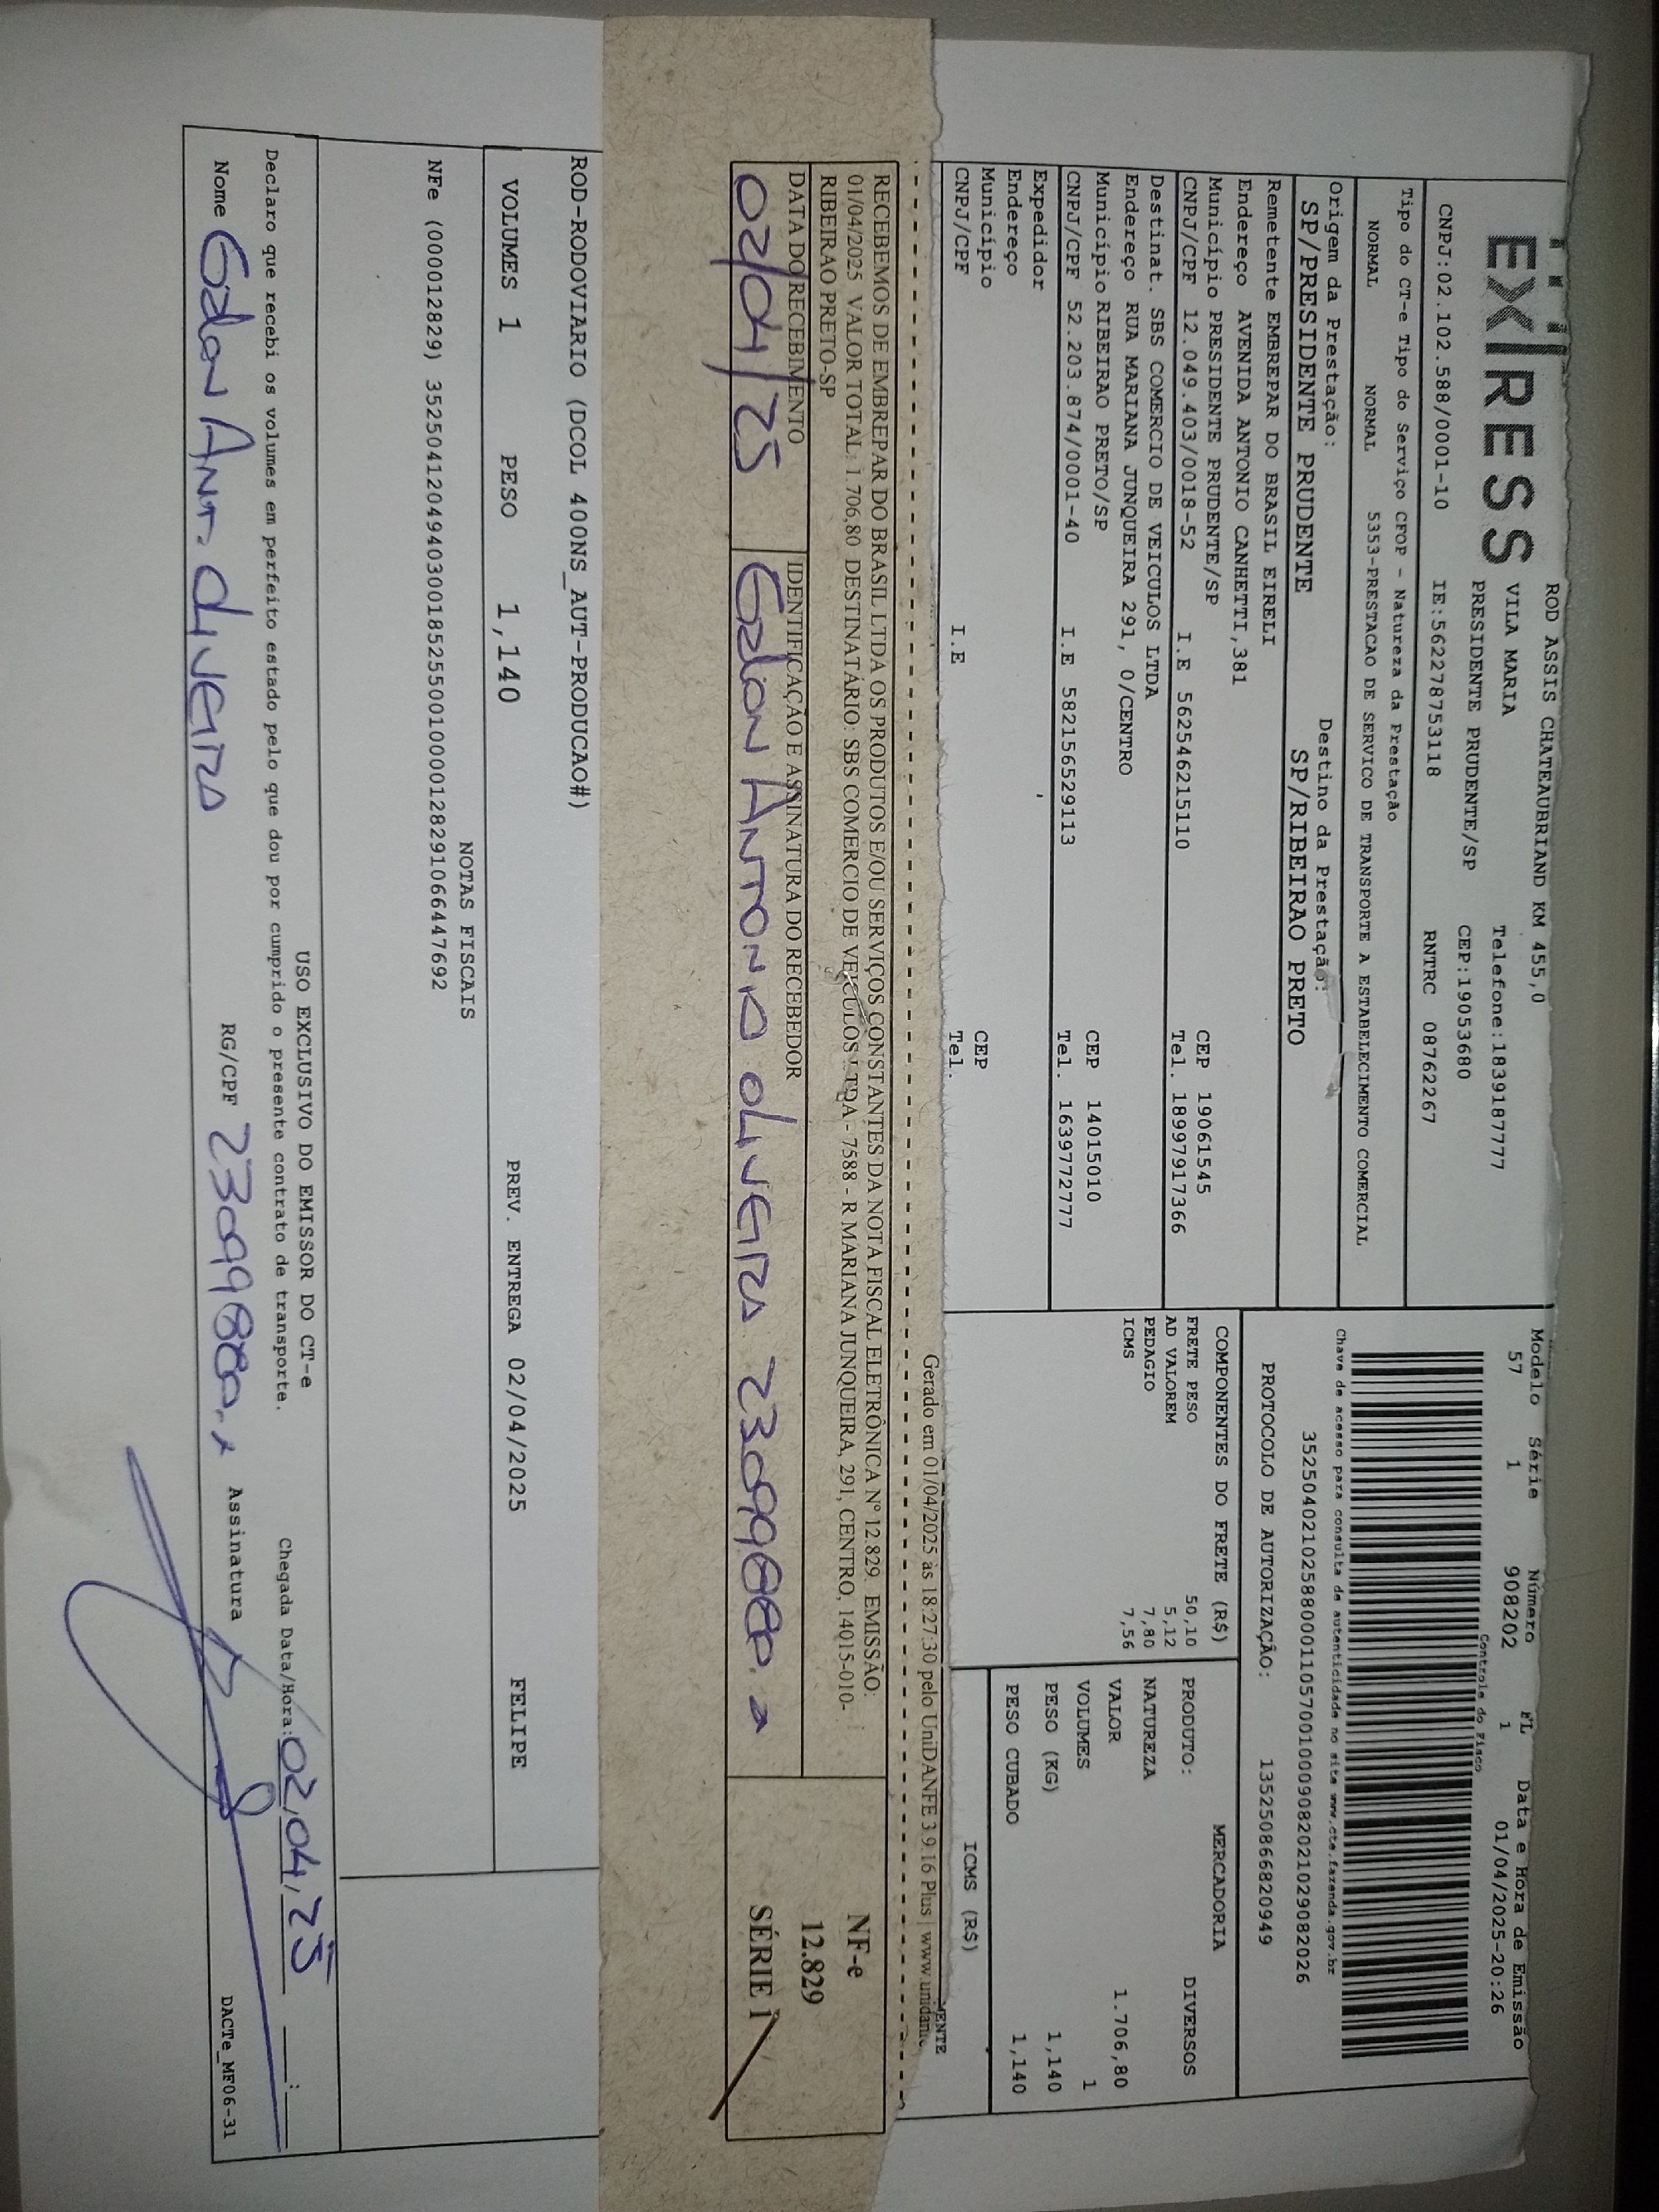 EXPRESS
ROD ASSIS CHATEAUBRIAND KM 455,0
VILA MARIA
Telefone:1839187777
PRESIDENTE PRUDENTE/SP
CEP:19053680
CNPJ:02.102.588/0001-10
IE:562278753118
RNTRC 08762267
Modelo Série Número FL Data e Hora de Emissão
57 1 908202 1 01/04/2025-20:26
Controle do Fisco
Chave de acesso para consulta de autenticidade no site www.cte.fazenda.gov.br
35250402102588000110570010009082021029082026
PROTOCOLO DE AUTORIZAÇÃO: 135250866820949
Tipo do CT-e Tipo do Serviço CFOP - Natureza da Prestação
NORMAL NORMAL 5353-PRESTACAO DE SERVICO DE TRANSPORTE A ESTABELECIMENTO COMERCIAL
Origem da Prestação: Destino da Prestação:
SP/PRESIDENTE PRUDENTE SP/RIBEIRAO PRETO
Remetente EMBREPAR DO BRASIL EIRELI
Endereço AVENIDA ANTONIO CANHETTI,381
Município PRESIDENTE PRUDENTE/SP CEP 19061545
CNPJ/CPF 12.049.403/0018-52 I.E 562546215110 Tel. 18997917366
Destinat. SBS COMERCIO DE VEICULOS LTDA
Endereço RUA MARIANA JUNQUEIRA 291, 0/CENTRO
Município RIBEIRAO PRETO/SP CEP 14015010
CNPJ/CPF 52.203.874/0001-40 I.E 582156529113 Tel. 1639772777
Expedidor
Endereço
Município CEP
CNPJ/CPF I.E Tel.
COMPONENTES DO FRETE (R$)
FRETE PESO 50,10
AD VALOREM 5,12
PEDAGIO 7,80
ICMS 7,56
MERCADORIA
PRODUTO: DIVERSOS
NATUREZA
VALOR 1.706,80
VOLUMES 1
PESO (KG) 1,140
PESO CUBADO 1,140
ICMS (R$)
ENTE
Gerado em 01/04/2025 às 18:27:30 pelo UniDANFE 3.9.16 Plus | www.unidanfe
RECEBEMOS DE EMBREPAR DO BRASIL LTDA OS PRODUTOS E/OU SERVIÇOS CONSTANTES DA NOTA FISCAL ELETRÔNICA Nº 12.829. EMISSÃO:
01/04/2025 VALOR TOTAL: 1.706,80 DESTINATÁRIO: SBS COMERCIO DE VEICULOS LTDA - 7588 - R MARIANA JUNQUEIRA, 291, CENTRO, 14015-010-
RIBEIRAO PRETO-SP
DATA DO RECEBIMENTO IDENTIFICAÇÃO E ASSINATURA DO RECEBEDOR
02/04/25 Gelson Antonio oliveira
NF-e
12.829
SÉRIE 1
ROD-RODOVIARIO (DCOL 400NS_AUT-PRODUCAO#)
VOLUMES 1 PESO 1,140 PREV. ENTREGA 02/04/2025 FELIPE
NOTAS FISCAIS
NFe (000012829) 35250412049403001852550010000128291066447692
USO EXCLUSIVO DO EMISSOR DO CT-e
Declaro que recebi os volumes em perfeito estado pelo que dou por cumprido o presente contrato de transporte.
Chegada Data/Hora: 02,04,25 :
Nome Gelson Ant. oliveira RG/CPF Assinatura
DACTe_MF06-31